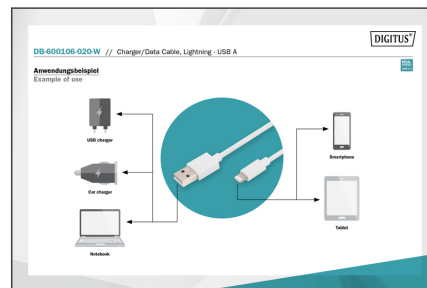 DIGITUS®
DB-600106-020-W // Charger/Data Cable, Lightning - USB A
Anwendungsbeispiel
Example of use
USB charger
Car charger
Notebook
Smartphone
Tablet